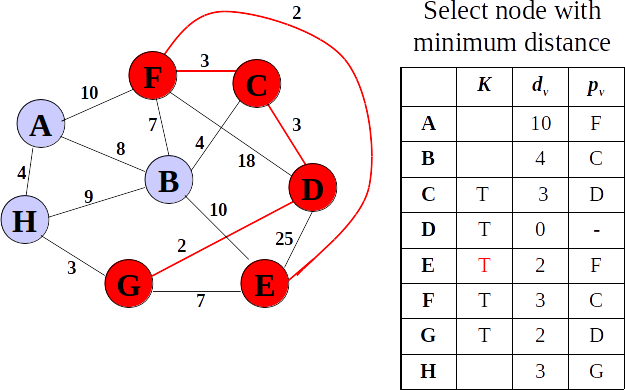 Select node with
minimum distance
2
F
3
C
10
A
7
8
4
3
18
4
B
D
9
10
H
2
25
3
G
7
E
K dv pv
A 10 F
B 4 C
C T 3 D
D T 0 -
E T 2 F
F T 3 C
G T 2 D
H 3 G